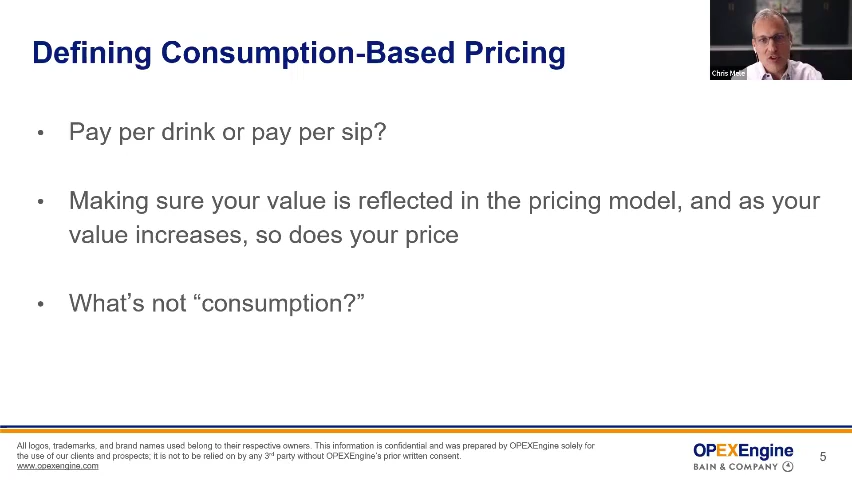 Defining Consumption-Based Pricing
Chris Mele
• Pay per drink or pay per sip?
• Making sure your value is reflected in the pricing model, and as your
value increases, so does your price
• What’s not “consumption?”
All logos, trademarks, and brand names used belong to their respective owners. This information is confidential and was prepared by OPEXEngine solely for
the use of our clients and prospects; it is not to be relied on by any 3rd party without OPEXEngine's prior written consent.
www.opexengine.com
OPEXEngine
BAIN & COMPANY
5